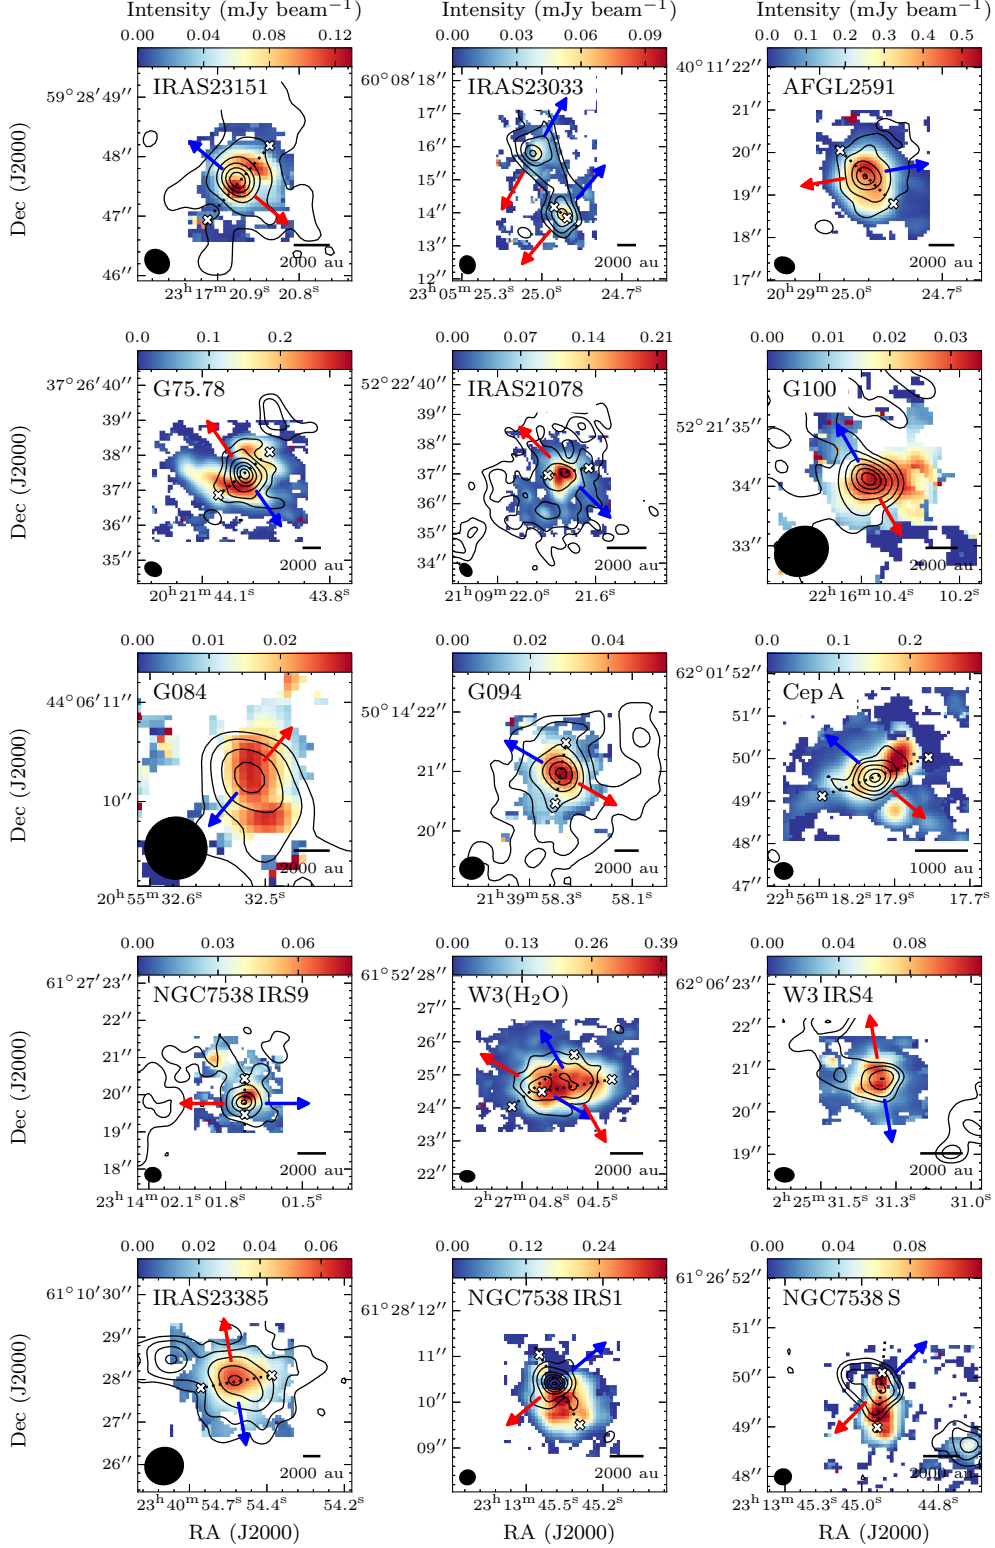 Intensity (mJy beam⁻¹) Intensity (mJy beam⁻¹) Intensity (mJy beam⁻¹)
0.00 0.04 0.08 0.12 0.00 0.03 0.06 0.09 0.0 0.1 0.2 0.3 0.4 0.5
IRAS23151 IRAS23033 AFGL2591
59°28′49″ 48″ 47″ 46″
60°08′18″ 17″ 16″ 15″ 14″ 13″ 12″
40°11′22″ 21″ 20″ 19″ 18″ 17″
Dec (J2000)
2000 au 2000 au 2000 au
23ʰ17ᵐ20.9ˢ 20.8ˢ 23ʰ05ᵐ25.3ˢ 25.0ˢ 24.7ˢ 20ʰ29ᵐ25.0ˢ 24.7ˢ
0.0 0.1 0.2 0.00 0.07 0.14 0.21 0.00 0.01 0.02 0.03
G75.78 IRAS21078 G100
37°26′40″ 39″ 38″ 37″ 36″ 35″
52°22′40″ 39″ 38″ 37″ 36″ 35″ 34″
52°21′35″ 34″ 33″
Dec (J2000)
2000 au 2000 au 2000 au
20ʰ21ᵐ44.1ˢ 43.8ˢ 21ʰ09ᵐ22.0ˢ 21.6ˢ 22ʰ16ᵐ10.4ˢ 10.2ˢ
0.00 0.01 0.02 0.00 0.02 0.04 0.0 0.1 0.2
G084 G094 Cep A
44°06′11″ 10″
50°14′22″ 21″ 20″
62°01′52″ 51″ 50″ 49″ 48″ 47″
Dec (J2000)
2000 au 2000 au 1000 au
20ʰ55ᵐ32.6ˢ 32.5ˢ 21ʰ39ᵐ58.3ˢ 58.1ˢ 22ʰ56ᵐ18.2ˢ 17.9ˢ 17.7ˢ
0.00 0.03 0.06 0.00 0.13 0.26 0.39 0.00 0.04 0.08
NGC7538 IRS9 W3(H₂O) W3 IRS4
61°27′23″ 22″ 21″ 20″ 19″ 18″
61°52′28″ 27″ 26″ 25″ 24″ 23″ 22″
62°06′23″ 22″ 21″ 20″ 19″
Dec (J2000)
2000 au 2000 au 2000 au
23ʰ14ᵐ02.1ˢ 01.8ˢ 01.5ˢ 2ʰ27ᵐ04.8ˢ 04.5ˢ 2ʰ25ᵐ31.5ˢ 31.3ˢ 31.0ˢ
0.00 0.02 0.04 0.06 0.00 0.12 0.24 0.00 0.04 0.08
IRAS23385 NGC7538 IRS1 NGC7538 S
61°10′30″ 29″ 28″ 27″ 26″
61°28′12″ 11″ 10″ 09″
61°26′52″ 51″ 50″ 49″ 48″
Dec (J2000)
2000 au 2000 au 2000 au
23ʰ40ᵐ54.7ˢ 54.4ˢ 54.2ˢ 23ʰ13ᵐ45.5ˢ 45.2ˢ 23ʰ13ᵐ45.3ˢ 45.0ˢ 44.8ˢ
RA (J2000) RA (J2000) RA (J2000)